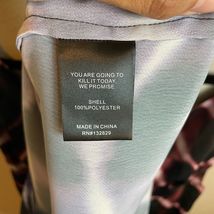 YOU ARE GOING TO
KILL IT TODAY
WE PROMISE
SHELL
100%POLYESTER
MADE IN CHINA
RN#132829